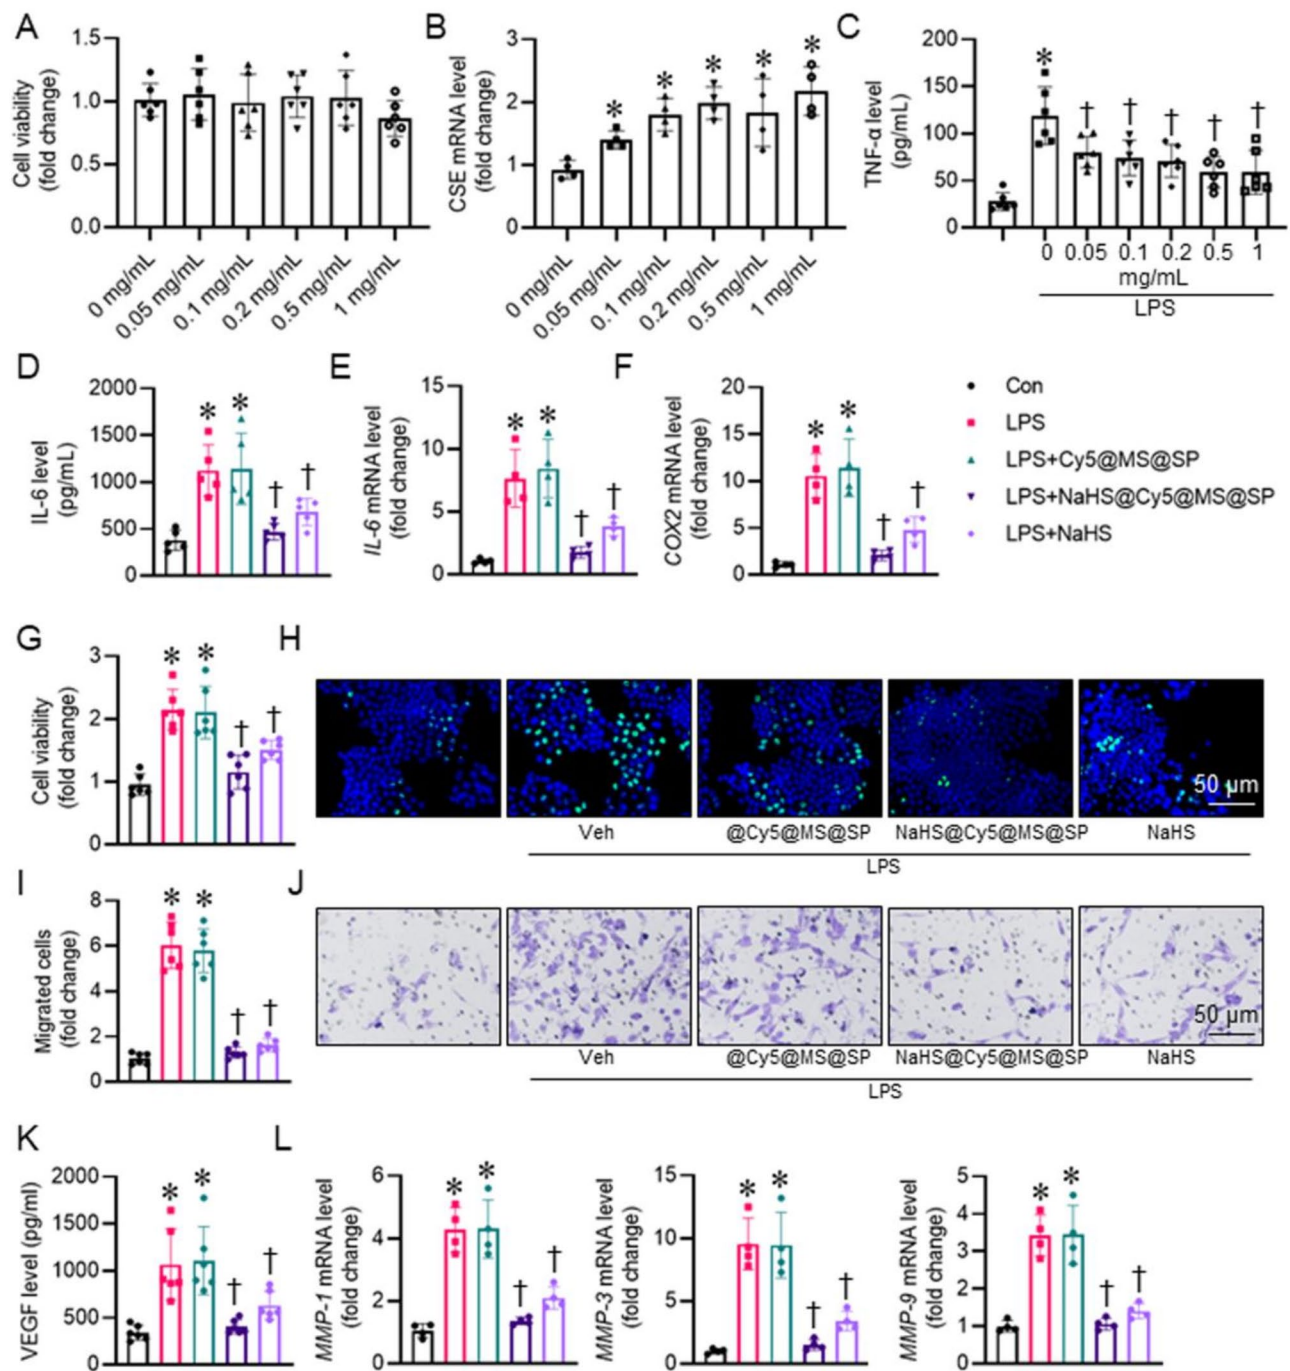 A
Cell viability
(fold change)
1.5
1.0
0.5
0.0
0 mg/mL
0.05 mg/mL
0.1 mg/mL
0.2 mg/mL
0.5 mg/mL
1 mg/mL
B
CSE mRNA level
(fold change)
3
2
1
0
* * * * *
0 mg/mL
0.05 mg/mL
0.1 mg/mL
0.2 mg/mL
0.5 mg/mL
1 mg/mL
C
TNF-α level
(pg/mL)
200
150
100
50
0
* † † † † †
0 0.05 0.1 0.2 0.5 1
mg/mL
LPS
D
IL-6 level
(pg/mL)
2000
1500
1000
500
0
* * † †
E
IL-6 mRNA level
(fold change)
15
10
5
0
* * † †
F
COX2 mRNA level
(fold change)
20
15
10
5
0
* * † †
Con
LPS
LPS+Cy5@MS@SP
LPS+NaHS@Cy5@MS@SP
LPS+NaHS
G
Cell viability
(fold change)
3
2
1
0
* * † †
H
50 μm
Veh @Cy5@MS@SP NaHS@Cy5@MS@SP NaHS
LPS
I
Migrated cells
(fold change)
8
6
4
2
0
* * † †
J
50 μm
Veh @Cy5@MS@SP NaHS@Cy5@MS@SP NaHS
LPS
K
VEGF level (pg/ml)
2000
1500
1000
500
0
* * † †
L
MMP-1 mRNA level
(fold change)
6
4
2
0
* * † †
MMP-3 mRNA level
(fold change)
15
10
5
0
* * † †
MMP-9 mRNA level
(fold change)
5
4
3
2
1
0
* * † †